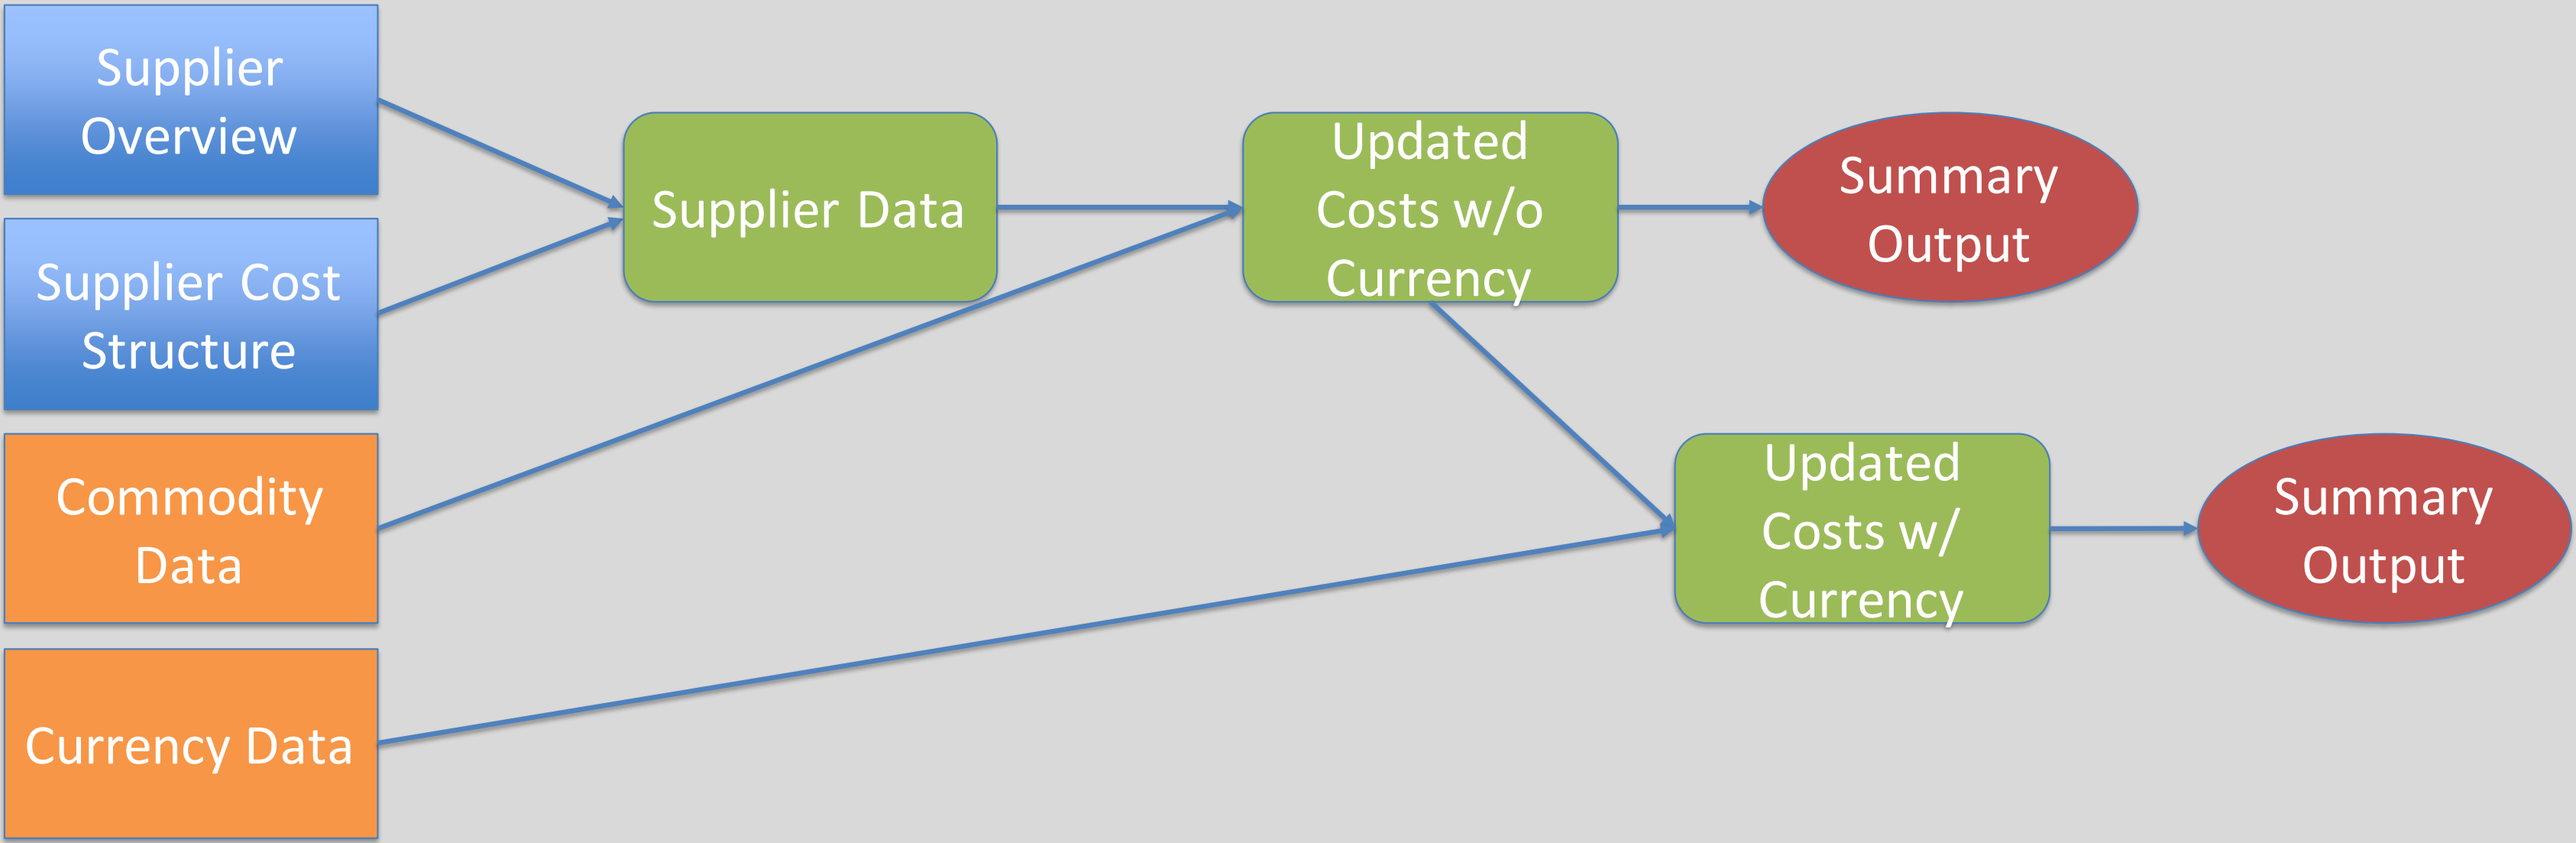 Supplier
Overview
Supplier Cost
Structure
Commodity
Data
Currency Data
Supplier Data
Updated
Costs w/o
Currency
Summary
Output
Updated
Costs w/
Currency
Summary
Output